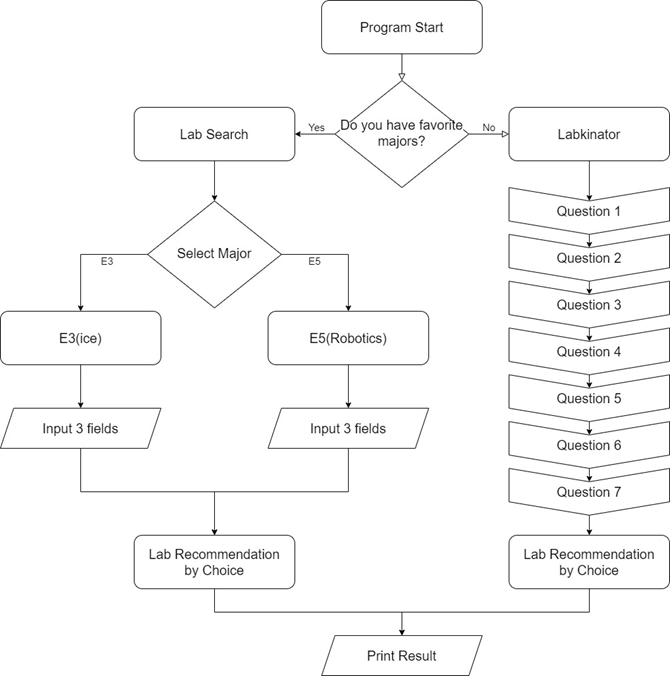 Program Start
Do you have favorite
majors?
Yes
No
Lab Search
Labkinator
Select Major
E3
E5
E3(ice)
E5(Robotics)
Input 3 fields
Input 3 fields
Lab Recommendation
by Choice
Question 1
Question 2
Question 3
Question 4
Question 5
Question 6
Question 7
Lab Recommendation
by Choice
Print Result